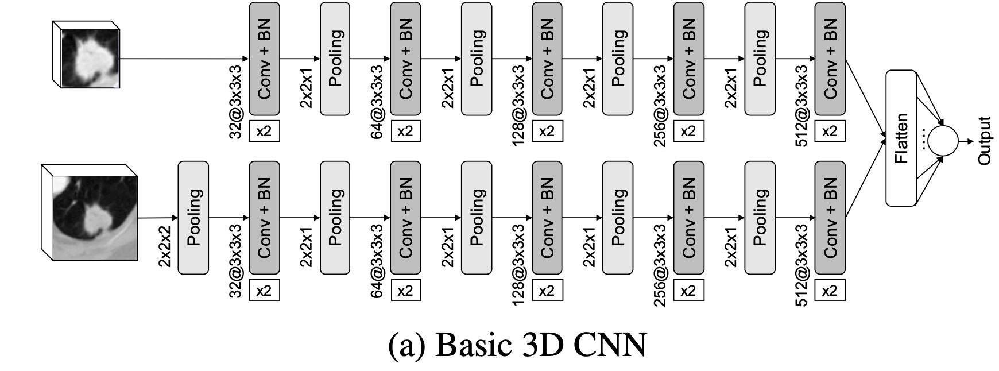 32@3x3x3
Conv + BN
x2
2x2x1
Pooling
64@3x3x3
Conv + BN
x2
2x2x1
Pooling
128@3x3x3
Conv + BN
x2
2x2x1
Pooling
256@3x3x3
Conv + BN
x2
2x2x1
Pooling
512@3x3x3
Conv + BN
x2
2x2x2
Pooling
32@3x3x3
Conv + BN
x2
2x2x1
Pooling
64@3x3x3
Conv + BN
x2
2x2x1
Pooling
128@3x3x3
Conv + BN
x2
2x2x1
Pooling
256@3x3x3
Conv + BN
x2
2x2x1
Pooling
512@3x3x3
Conv + BN
x2
Flatten
....
Output
(a) Basic 3D CNN